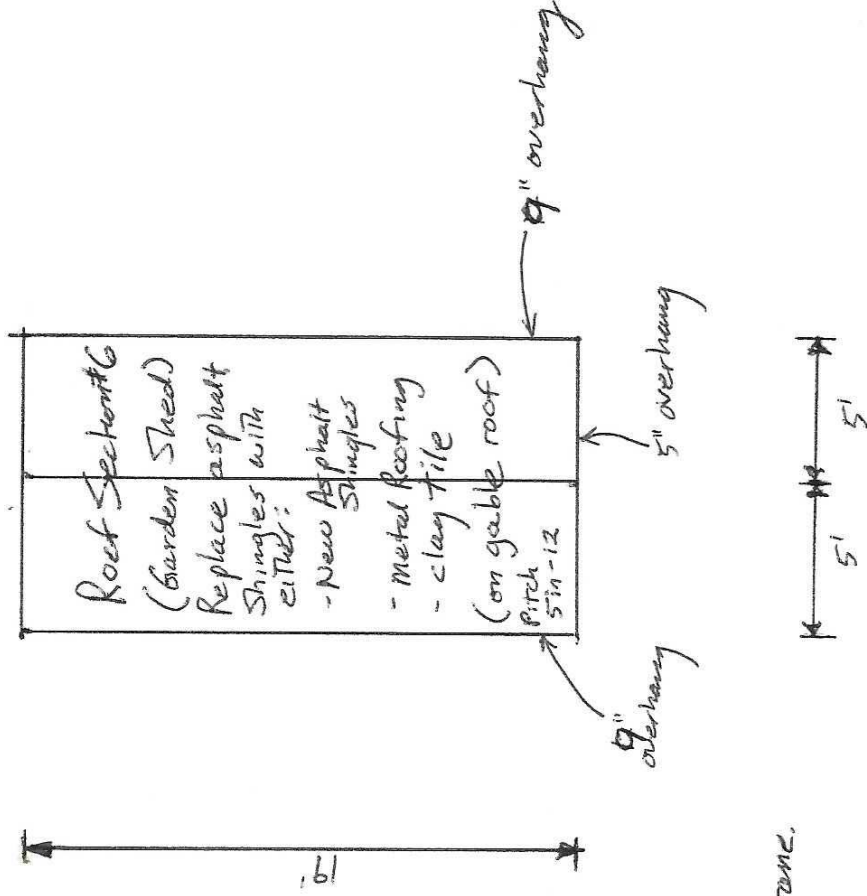 Roof Section #6
(Garden Shed)
Replace asphalt
Shingles with
either:
- New Asphalt
Shingles
- Metal Roofing
- clay tile
(on gable roof)
Pitch
5 in-12
9" overhang
5" overhang
9"
overhang
19'
5'
5'